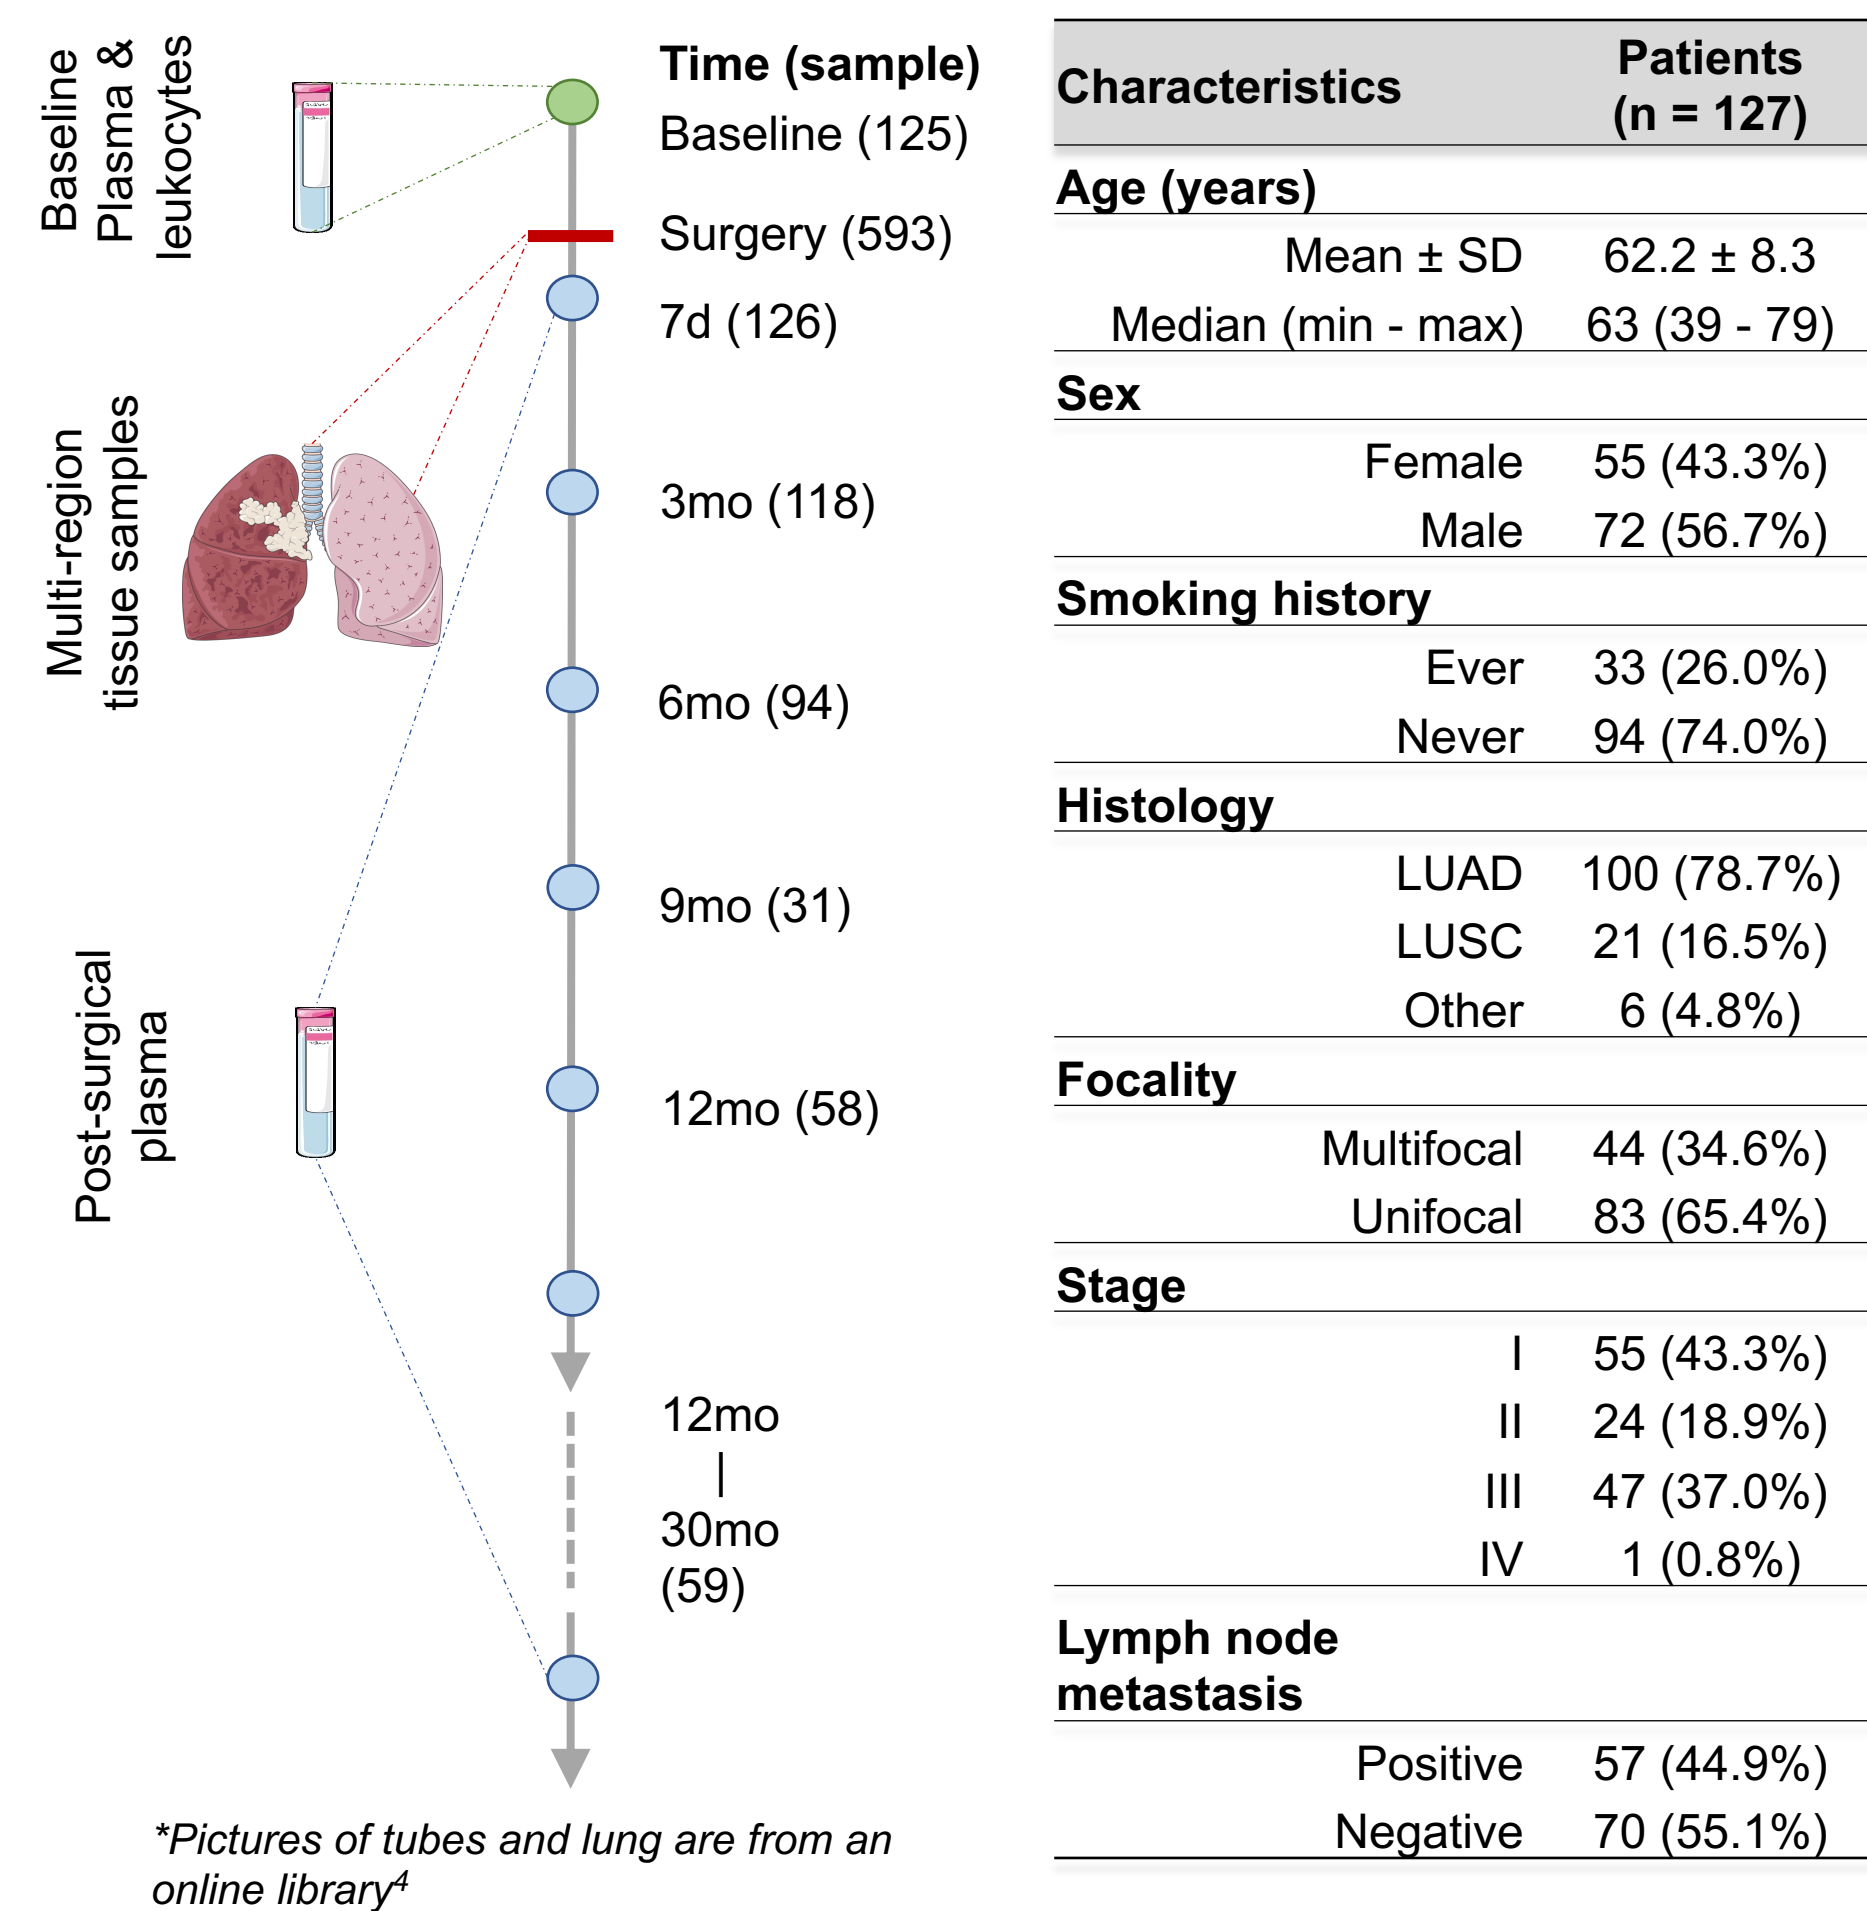 Baseline
Plasma &
leukocytes
Multi-region
tissue samples
Post-surgical
plasma
Time (sample)
Baseline (125)
Surgery (593)
7d (126)
3mo (118)
6mo (94)
9mo (31)
12mo (58)
12mo
|
30mo
(59)
*Pictures of tubes and lung are from an
online library4
Characteristics Patients
(n = 127)
Age (years)
Mean ± SD 62.2 ± 8.3
Median (min - max) 63 (39 - 79)
Sex
Female 55 (43.3%)
Male 72 (56.7%)
Smoking history
Ever 33 (26.0%)
Never 94 (74.0%)
Histology
LUAD 100 (78.7%)
LUSC 21 (16.5%)
Other 6 (4.8%)
Focality
Multifocal 44 (34.6%)
Unifocal 83 (65.4%)
Stage
I 55 (43.3%)
II 24 (18.9%)
III 47 (37.0%)
IV 1 (0.8%)
Lymph node
metastasis
Positive 57 (44.9%)
Negative 70 (55.1%)